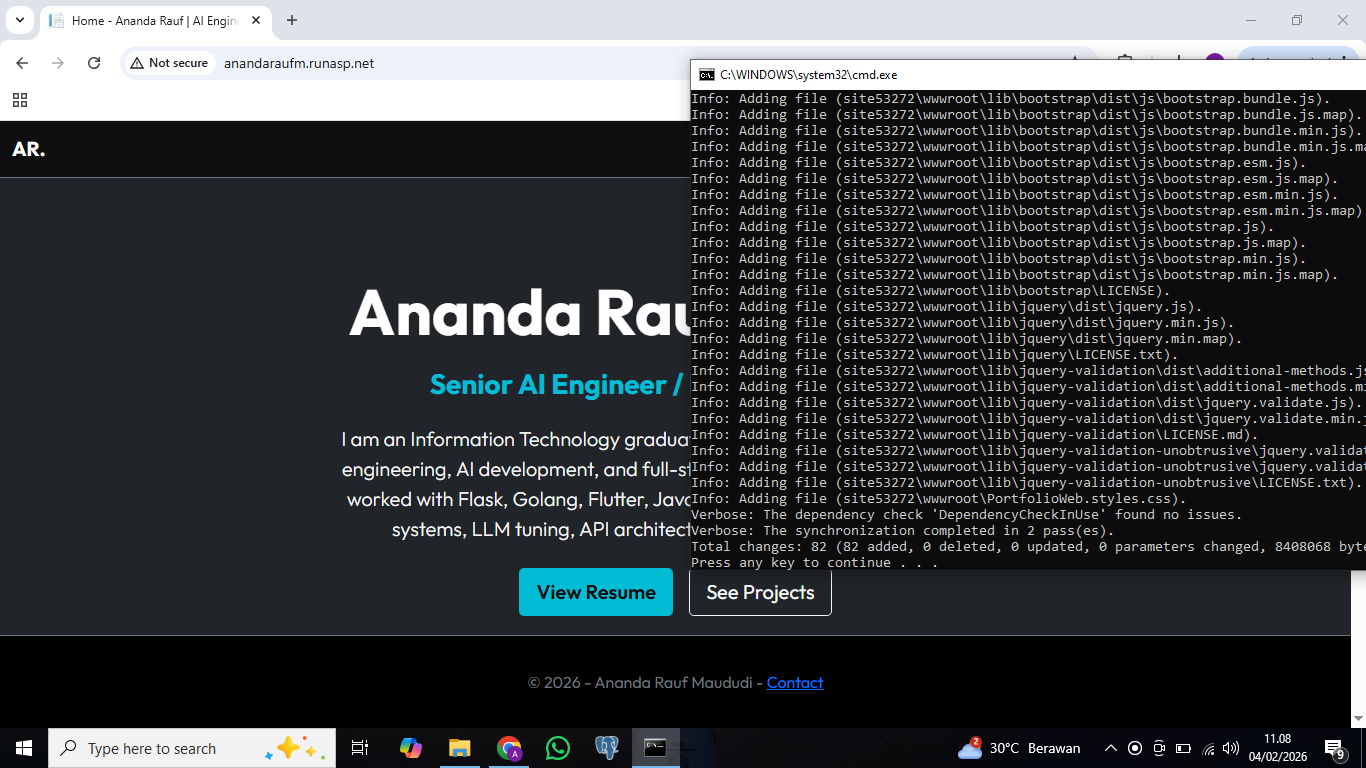 Home - Ananda Rauf | AI Engin
Not secure
anandaraufm.runasp.net
AR.
Ananda Rau
Senior AI Engineer /
I am an Information Technology gradua
engineering, AI development, and full-st
worked with Flask, Golang, Flutter, Java
systems, LLM tuning, API architect
View Resume
See Projects
© 2026 - Ananda Rauf Maududi - Contact
C:\WINDOWS\system32\cmd.exe
Info: Adding file (site53272\wwwroot\lib\bootstrap\dist\js\bootstrap.bundle.js).
Info: Adding file (site53272\wwwroot\lib\bootstrap\dist\js\bootstrap.bundle.js.map).
Info: Adding file (site53272\wwwroot\lib\bootstrap\dist\js\bootstrap.bundle.min.js).
Info: Adding file (site53272\wwwroot\lib\bootstrap\dist\js\bootstrap.bundle.min.js.ma
Info: Adding file (site53272\wwwroot\lib\bootstrap\dist\js\bootstrap.esm.js).
Info: Adding file (site53272\wwwroot\lib\bootstrap\dist\js\bootstrap.esm.js.map).
Info: Adding file (site53272\wwwroot\lib\bootstrap\dist\js\bootstrap.esm.min.js).
Info: Adding file (site53272\wwwroot\lib\bootstrap\dist\js\bootstrap.esm.min.js.map)
Info: Adding file (site53272\wwwroot\lib\bootstrap\dist\js\bootstrap.js).
Info: Adding file (site53272\wwwroot\lib\bootstrap\dist\js\bootstrap.js.map).
Info: Adding file (site53272\wwwroot\lib\bootstrap\dist\js\bootstrap.min.js).
Info: Adding file (site53272\wwwroot\lib\bootstrap\dist\js\bootstrap.min.js.map).
Info: Adding file (site53272\wwwroot\lib\bootstrap\LICENSE).
Info: Adding file (site53272\wwwroot\lib\jquery\dist\jquery.js).
Info: Adding file (site53272\wwwroot\lib\jquery\dist\jquery.min.js).
Info: Adding file (site53272\wwwroot\lib\jquery\dist\jquery.min.map).
Info: Adding file (site53272\wwwroot\lib\jquery\LICENSE.txt).
Info: Adding file (site53272\wwwroot\lib\jquery-validation\dist\additional-methods.js
Info: Adding file (site53272\wwwroot\lib\jquery-validation\dist\additional-methods.mi
Info: Adding file (site53272\wwwroot\lib\jquery-validation\dist\jquery.validate.js).
Info: Adding file (site53272\wwwroot\lib\jquery-validation\dist\jquery.validate.min.j
Info: Adding file (site53272\wwwroot\lib\jquery-validation\LICENSE.md).
Info: Adding file (site53272\wwwroot\lib\jquery-validation-unobtrusive\jquery.validat
Info: Adding file (site53272\wwwroot\lib\jquery-validation-unobtrusive\jquery.validat
Info: Adding file (site53272\wwwroot\lib\jquery-validation-unobtrusive\LICENSE.txt).
Info: Adding file (site53272\wwwroot\PortfolioWeb.styles.css).
Verbose: The dependency check 'DependencyCheckInUse' found no issues.
Verbose: The synchronization completed in 2 pass(es).
Total changes: 82 (82 added, 0 deleted, 0 updated, 0 parameters changed, 8408068 byte
Press any key to continue . . .
Type here to search
2
30°C Berawan
11.08
04/02/2026
9